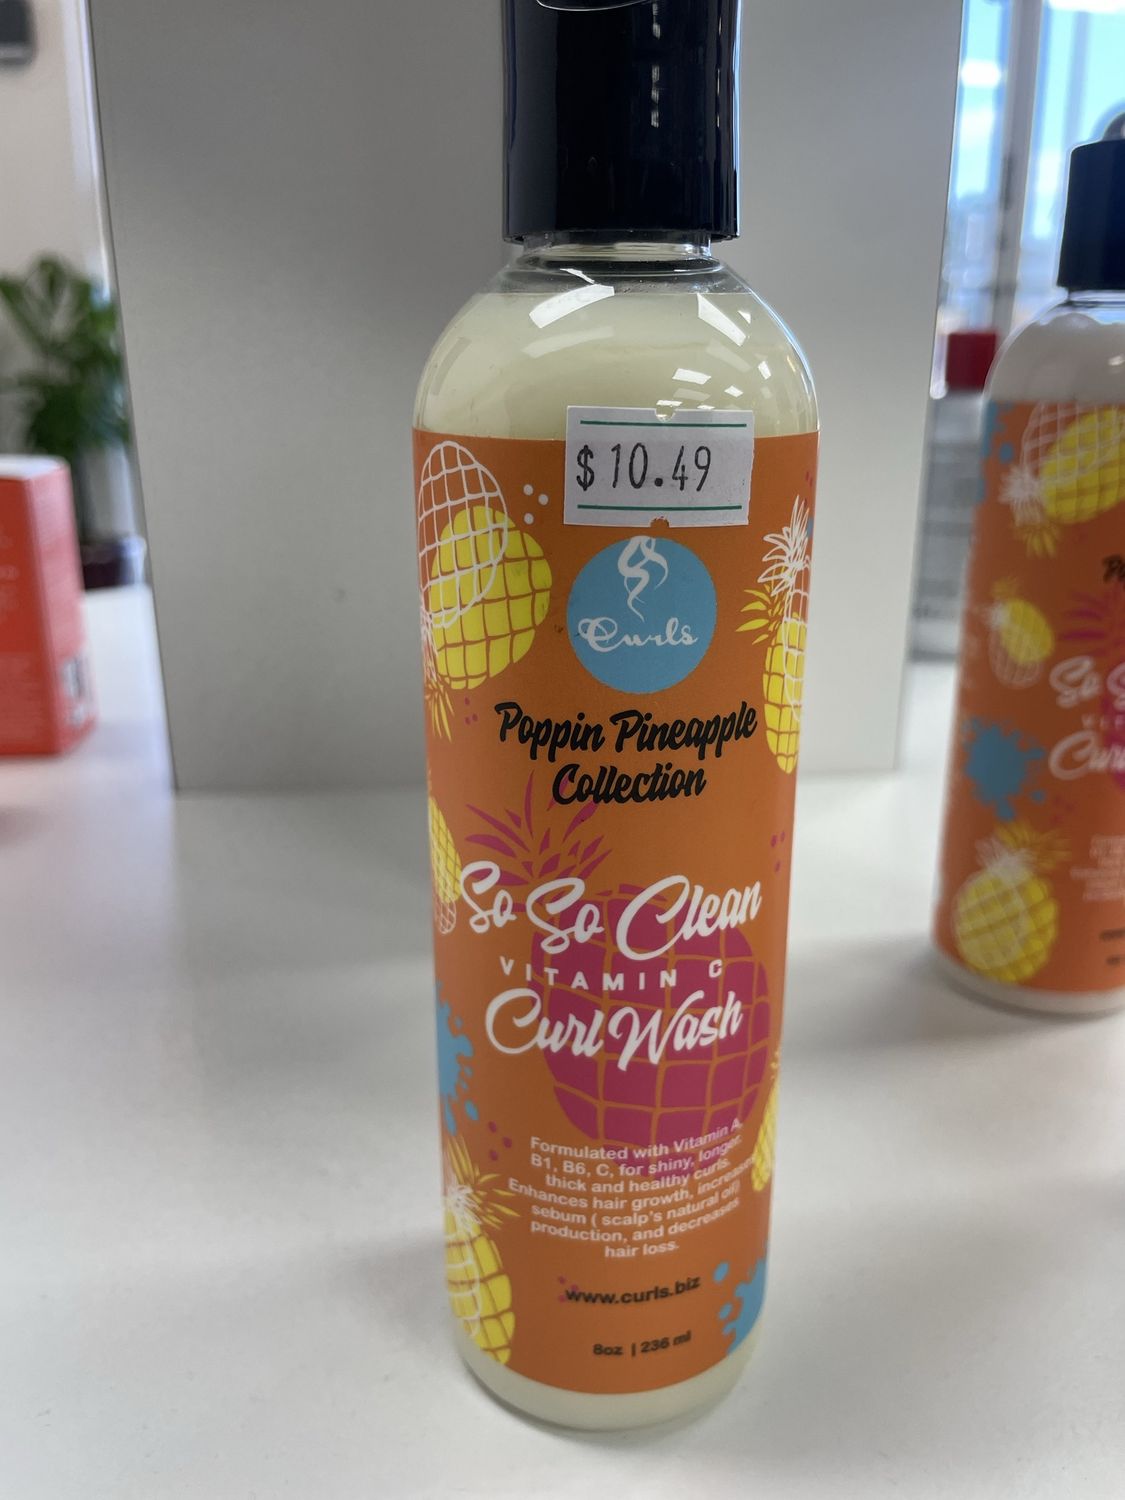 $ 10.49
Curls
Poppin Pineapple
Collection
So So Clean
VITAMIN C
Curl Wash
Formulated with Vitamin A,
B1, B6, C, for shiny, longer,
thick and healthy curls.
Enhances hair growth, increases
sebum ( scalp's natural oil)
production, and decreases
hair loss.
www.curls.biz
8oz | 236 ml
So S
Cur